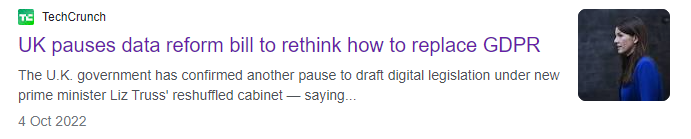 TechCrunch
UK pauses data reform bill to rethink how to replace GDPR
The U.K. government has confirmed another pause to draft digital legislation under new
prime minister Liz Truss' reshuffled cabinet — saying...
4 Oct 2022